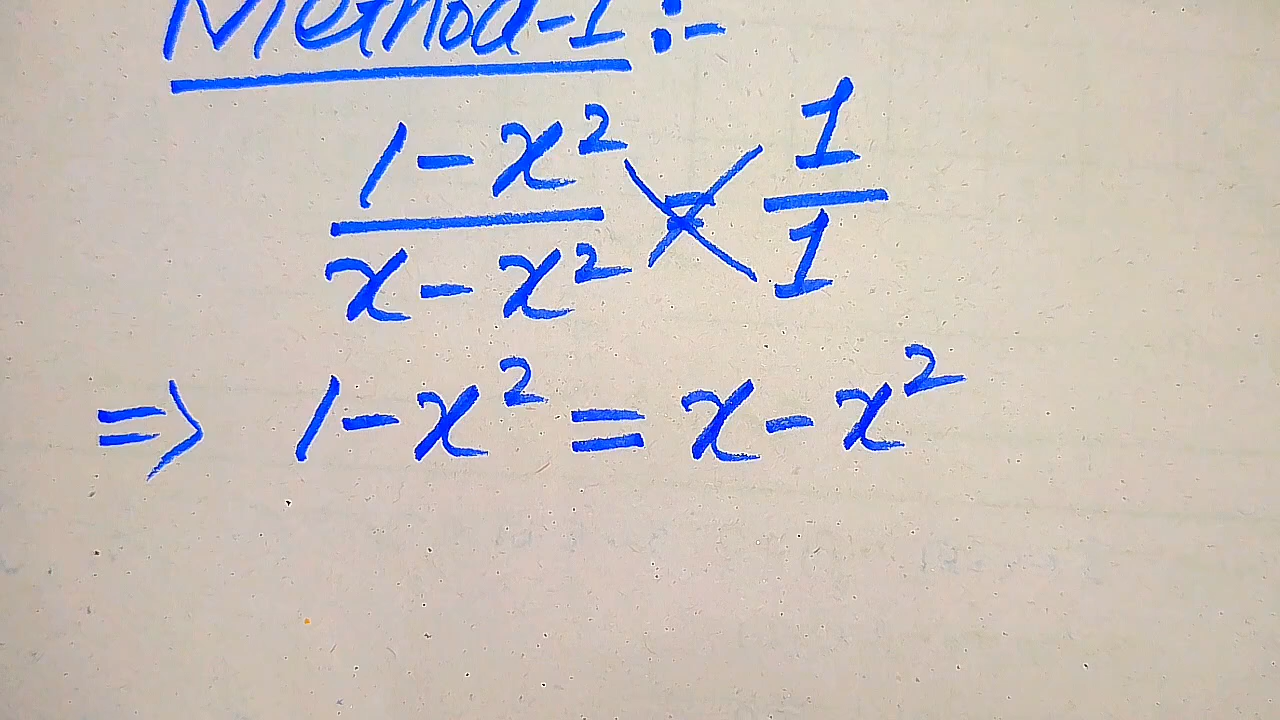 Method-1 :-
1 - x² / x - x² = 1 / 1
⇒ 1 - x² = x - x²